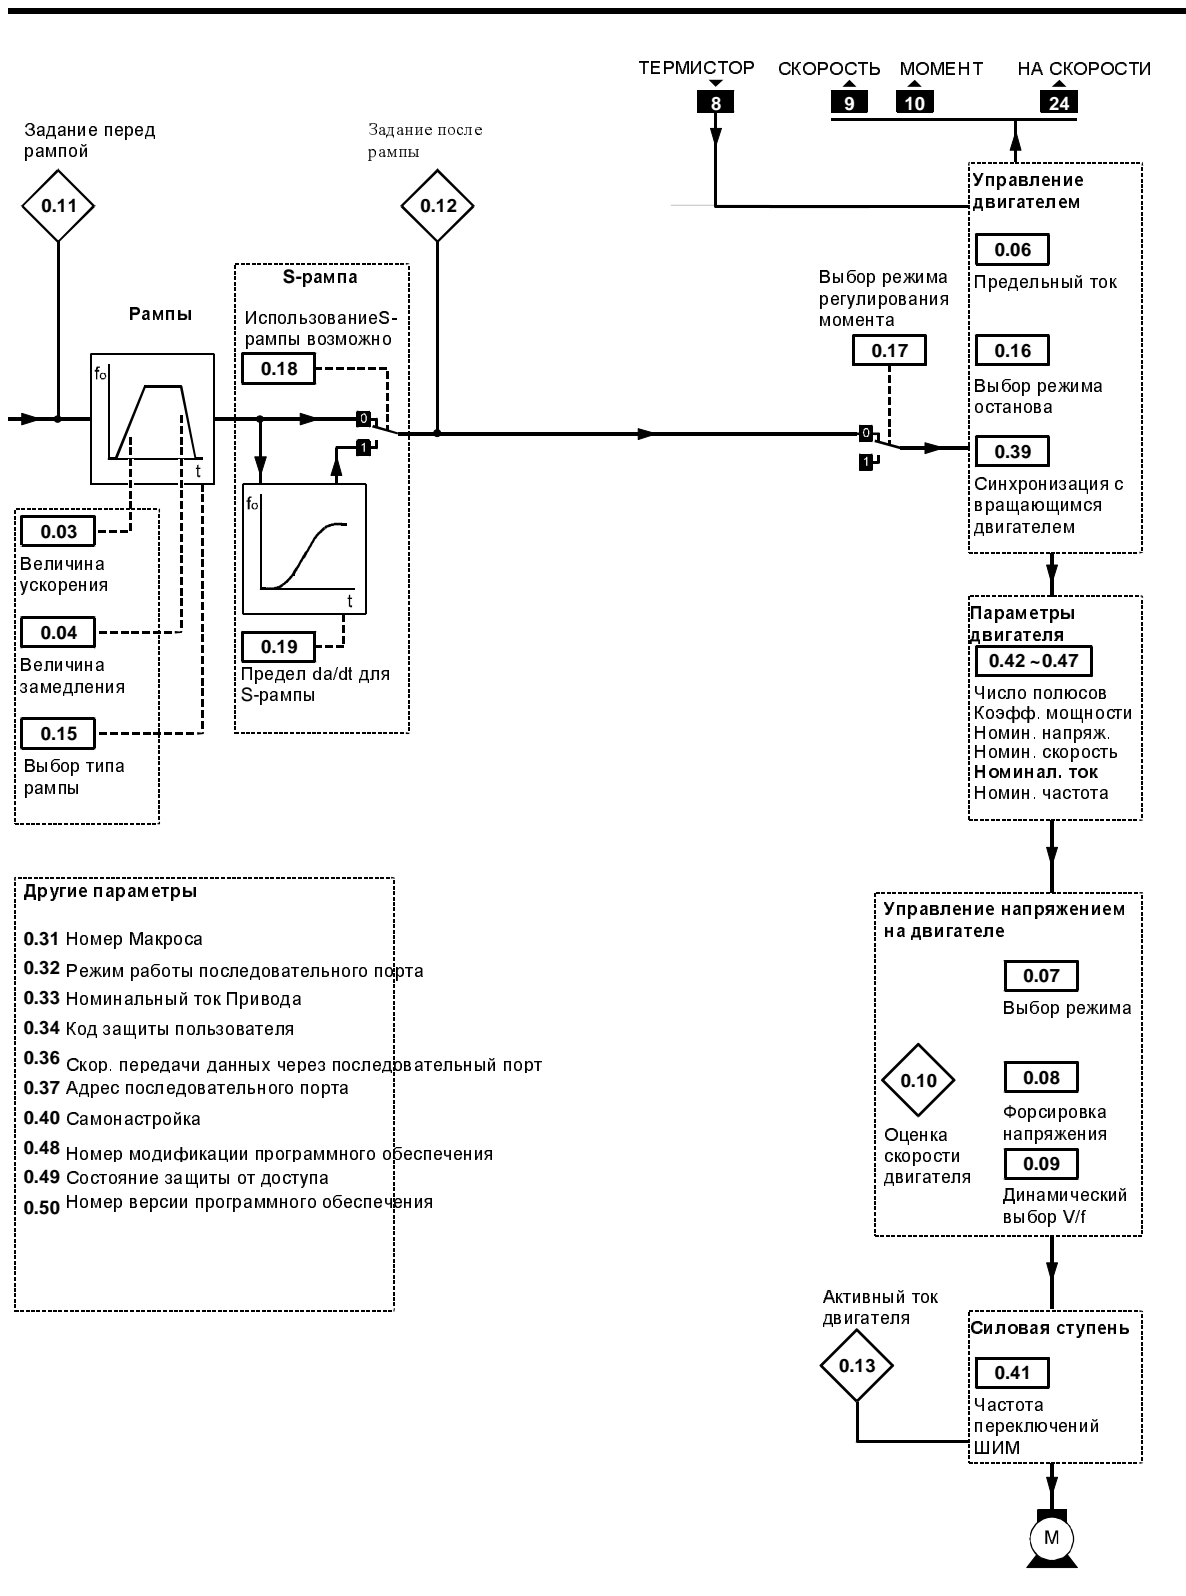 ТЕРМИСТОР СКОРОСТЬ МОМЕНТ НА СКОРОСТИ
8 9 10 24
Задание перед
рампой
0.11
Задание после
рампы
0.12
Рампы
fo
t
0.03
Величина
ускорения
0.04
Величина
замедления
0.15
Выбор типа
рампы
S-рампа
ИспользованиеS-
рампы возможно
0.18
0
1
fo
t
0.19
Предел da/dt для
S-рампы
Выбор режима
регулирования
момента
0.17
0
1
Управление
двигателем
0.06
Предельный ток
0.16
Выбор режима
останова
0.39
Синхронизация с
вращающимся
двигателем
Параметры
двигателя
0.42 ~0.47
Число полюсов
Коэфф. мощности
Номин. напряж.
Номин. скорость
Номинал. ток
Номин. частота
Управление напряжением
на двигателе
0.07
Выбор режима
0.10
Оценка
скорости
двигателя
0.08
Форсировка
напряжения
0.09
Динамический
выбор V/f
Активный ток
двигателя
0.13
Силовая ступень
0.41
Частота
переключений
ШИМ
M
Другие параметры
0.31 Номер Макроса
0.32 Режим работы последовательного порта
0.33 Номинальный ток Привода
0.34 Код защиты пользователя
0.36 Скор. передачи данных через последовательный порт
0.37 Адрес последовательного порта
0.40 Самонастройка
0.48 Номер модификации программного обеспечения
0.49 Состояние защиты от доступа
0.50 Номер версии программного обеспечения